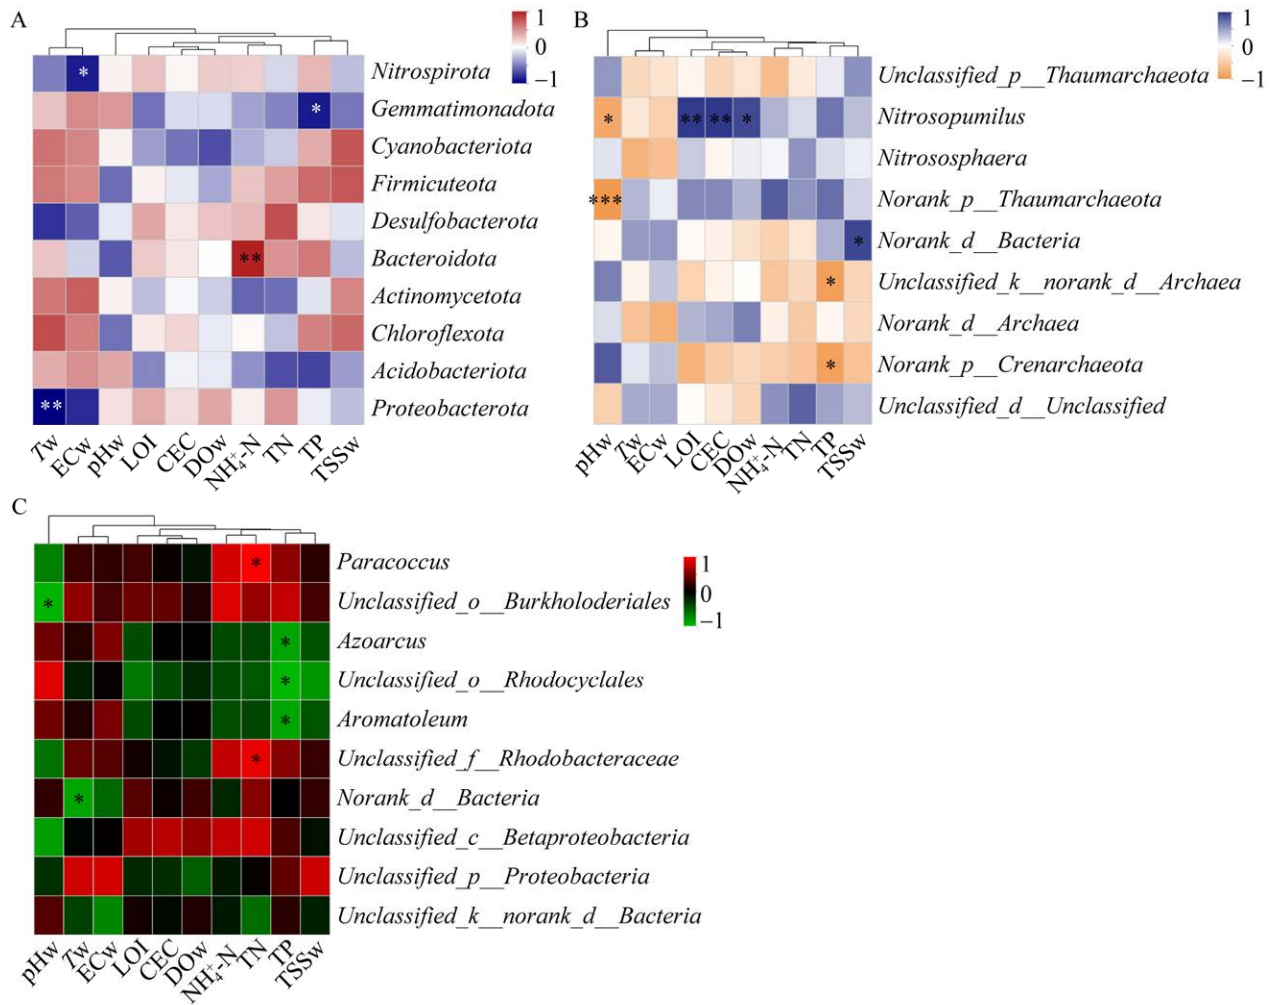 A
1
0
−1
*
Nitrospirota
*
Gemmatimonadota
Cyanobacteriota
Firmicuteota
Desulfobacterota
**
Bacteroidota
Actinomycetota
Chloroflexota
Acidobacteriota
**
Proteobacterota
Tw
ECw
pHw
LOI
CEC
DOw
NH₄⁺-N
TN
TP
TSSw
B
1
0
−1
Unclassified_p__Thaumarchaeota
* ** ** *
Nitrosopumilus
Nitrososphaera
***
Norank_p__Thaumarchaeota
*
Norank_d__Bacteria
*
Unclassified_k__norank_d__Archaea
Norank_d__Archaea
*
Norank_p__Crenarchaeota
Unclassified_d__Unclassified
pHw
Tw
ECw
LOI
CEC
DOw
NH₄⁺-N
TN
TP
TSSw
C
1
0
−1
*
Paracoccus
*
Unclassified_o__Burkholoderiales
*
Azoarcus
*
Unclassified_o__Rhodocyclales
*
Aromatoleum
*
Unclassified_f__Rhodobacteraceae
*
Norank_d__Bacteria
Unclassified_c__Betaproteobacteria
Unclassified_p__Proteobacteria
Unclassified_k__norank_d__Bacteria
pHw
Tw
ECw
LOI
CEC
DOw
NH₄⁺-N
TN
TP
TSSw